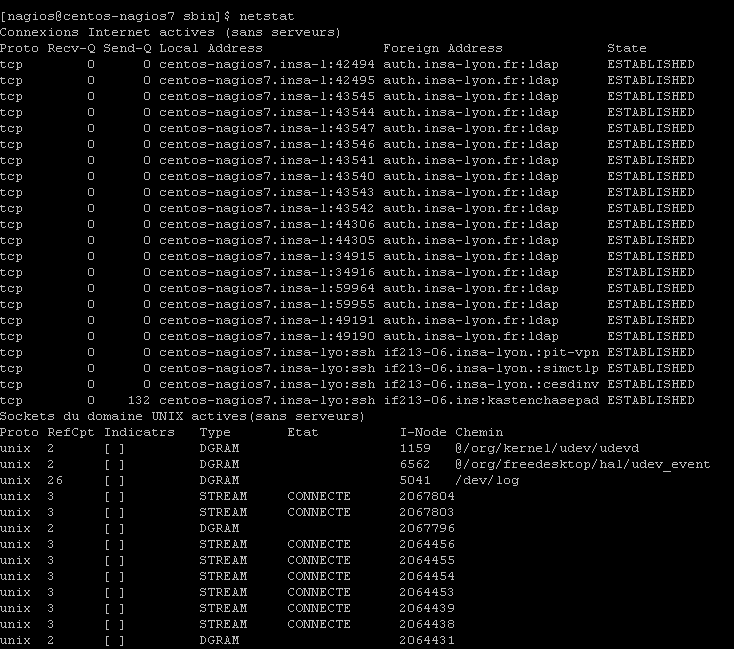 [nagios@centos-nagios7 sbin]$ netstat
Connexions Internet actives (sans serveurs)
Proto Recv-Q Send-Q Local Address               Foreign Address             State
tcp        0      0 centos-nagios7.insa-l:42494 auth.insa-lyon.fr:ldap      ESTABLISHED
tcp        0      0 centos-nagios7.insa-l:42495 auth.insa-lyon.fr:ldap      ESTABLISHED
tcp        0      0 centos-nagios7.insa-l:43545 auth.insa-lyon.fr:ldap      ESTABLISHED
tcp        0      0 centos-nagios7.insa-l:43544 auth.insa-lyon.fr:ldap      ESTABLISHED
tcp        0      0 centos-nagios7.insa-l:43547 auth.insa-lyon.fr:ldap      ESTABLISHED
tcp        0      0 centos-nagios7.insa-l:43546 auth.insa-lyon.fr:ldap      ESTABLISHED
tcp        0      0 centos-nagios7.insa-l:43541 auth.insa-lyon.fr:ldap      ESTABLISHED
tcp        0      0 centos-nagios7.insa-l:43540 auth.insa-lyon.fr:ldap      ESTABLISHED
tcp        0      0 centos-nagios7.insa-l:43543 auth.insa-lyon.fr:ldap      ESTABLISHED
tcp        0      0 centos-nagios7.insa-l:43542 auth.insa-lyon.fr:ldap      ESTABLISHED
tcp        0      0 centos-nagios7.insa-l:44306 auth.insa-lyon.fr:ldap      ESTABLISHED
tcp        0      0 centos-nagios7.insa-l:44305 auth.insa-lyon.fr:ldap      ESTABLISHED
tcp        0      0 centos-nagios7.insa-l:34915 auth.insa-lyon.fr:ldap      ESTABLISHED
tcp        0      0 centos-nagios7.insa-l:34916 auth.insa-lyon.fr:ldap      ESTABLISHED
tcp        0      0 centos-nagios7.insa-l:59964 auth.insa-lyon.fr:ldap      ESTABLISHED
tcp        0      0 centos-nagios7.insa-l:59955 auth.insa-lyon.fr:ldap      ESTABLISHED
tcp        0      0 centos-nagios7.insa-l:49191 auth.insa-lyon.fr:ldap      ESTABLISHED
tcp        0      0 centos-nagios7.insa-l:49190 auth.insa-lyon.fr:ldap      ESTABLISHED
tcp        0      0 centos-nagios7.insa-lyo:ssh if213-06.insa-lyon.:pit-vpn ESTABLISHED
tcp        0      0 centos-nagios7.insa-lyo:ssh if213-06.insa-lyon.:simctlp ESTABLISHED
tcp        0      0 centos-nagios7.insa-lyo:ssh if213-06.insa-lyon.:cesdinv ESTABLISHED
tcp        0    132 centos-nagios7.insa-lyo:ssh if213-06.ins:kastenchasepad ESTABLISHED
Sockets du domaine UNIX actives(sans serveurs)
Proto RefCpt Indicatrs   Type       Etat          I-Node Chemin
unix  2      [ ]         DGRAM                    1159   @/org/kernel/udev/udevd
unix  2      [ ]         DGRAM                    6562   @/org/freedesktop/hal/udev_event
unix  26     [ ]         DGRAM                    5041   /dev/log
unix  3      [ ]         STREAM     CONNECTE      2067804
unix  3      [ ]         STREAM     CONNECTE      2067803
unix  2      [ ]         DGRAM                    2067796
unix  3      [ ]         STREAM     CONNECTE      2064456
unix  3      [ ]         STREAM     CONNECTE      2064455
unix  3      [ ]         STREAM     CONNECTE      2064454
unix  3      [ ]         STREAM     CONNECTE      2064453
unix  3      [ ]         STREAM     CONNECTE      2064439
unix  3      [ ]         STREAM     CONNECTE      2064438
unix  2      [ ]         DGRAM                    2064431